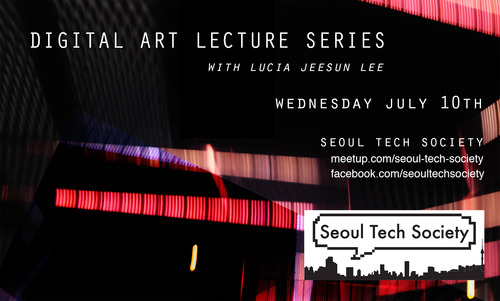 DIGITAL ART LECTURE SERIES
WITH LUCIA JEESUN LEE
WEDNESDAY JULY 10TH
SEOUL TECH SOCIETY
meetup.com/seoul-tech-society
facebook.com/seoultechsociety
Seoul Tech Society